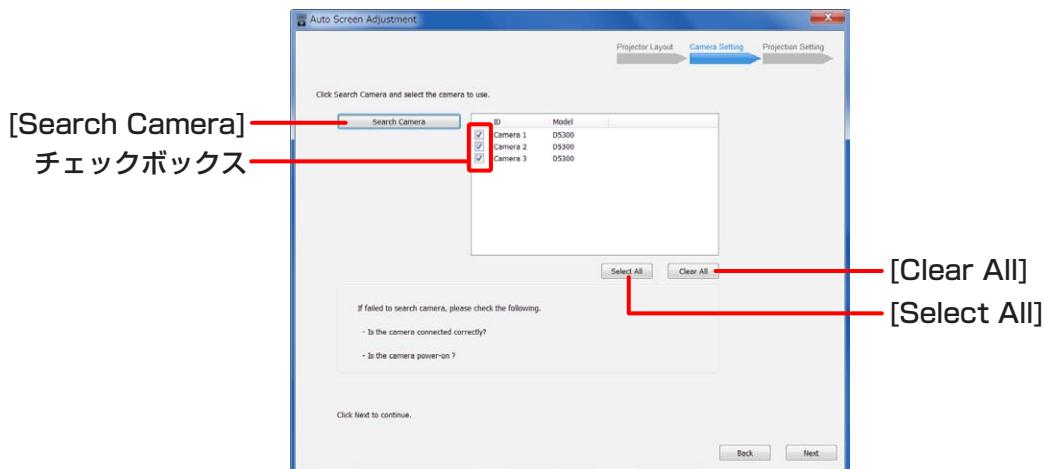 Auto Screen Adjustment
Projector Layout Camera Setting Projection Setting
Click Search Camera and select the camera to use.
[Search Camera]
チェックボックス
Search Camera
ID Model
Camera 1 D5300
Camera 2 D5300
Camera 3 D5300
Select All Clear All
[Clear All]
[Select All]
If failed to search camera, please check the following.
- Is the camera connected correctly?
- Is the camera power-on ?
Click Next to continue.
Back Next